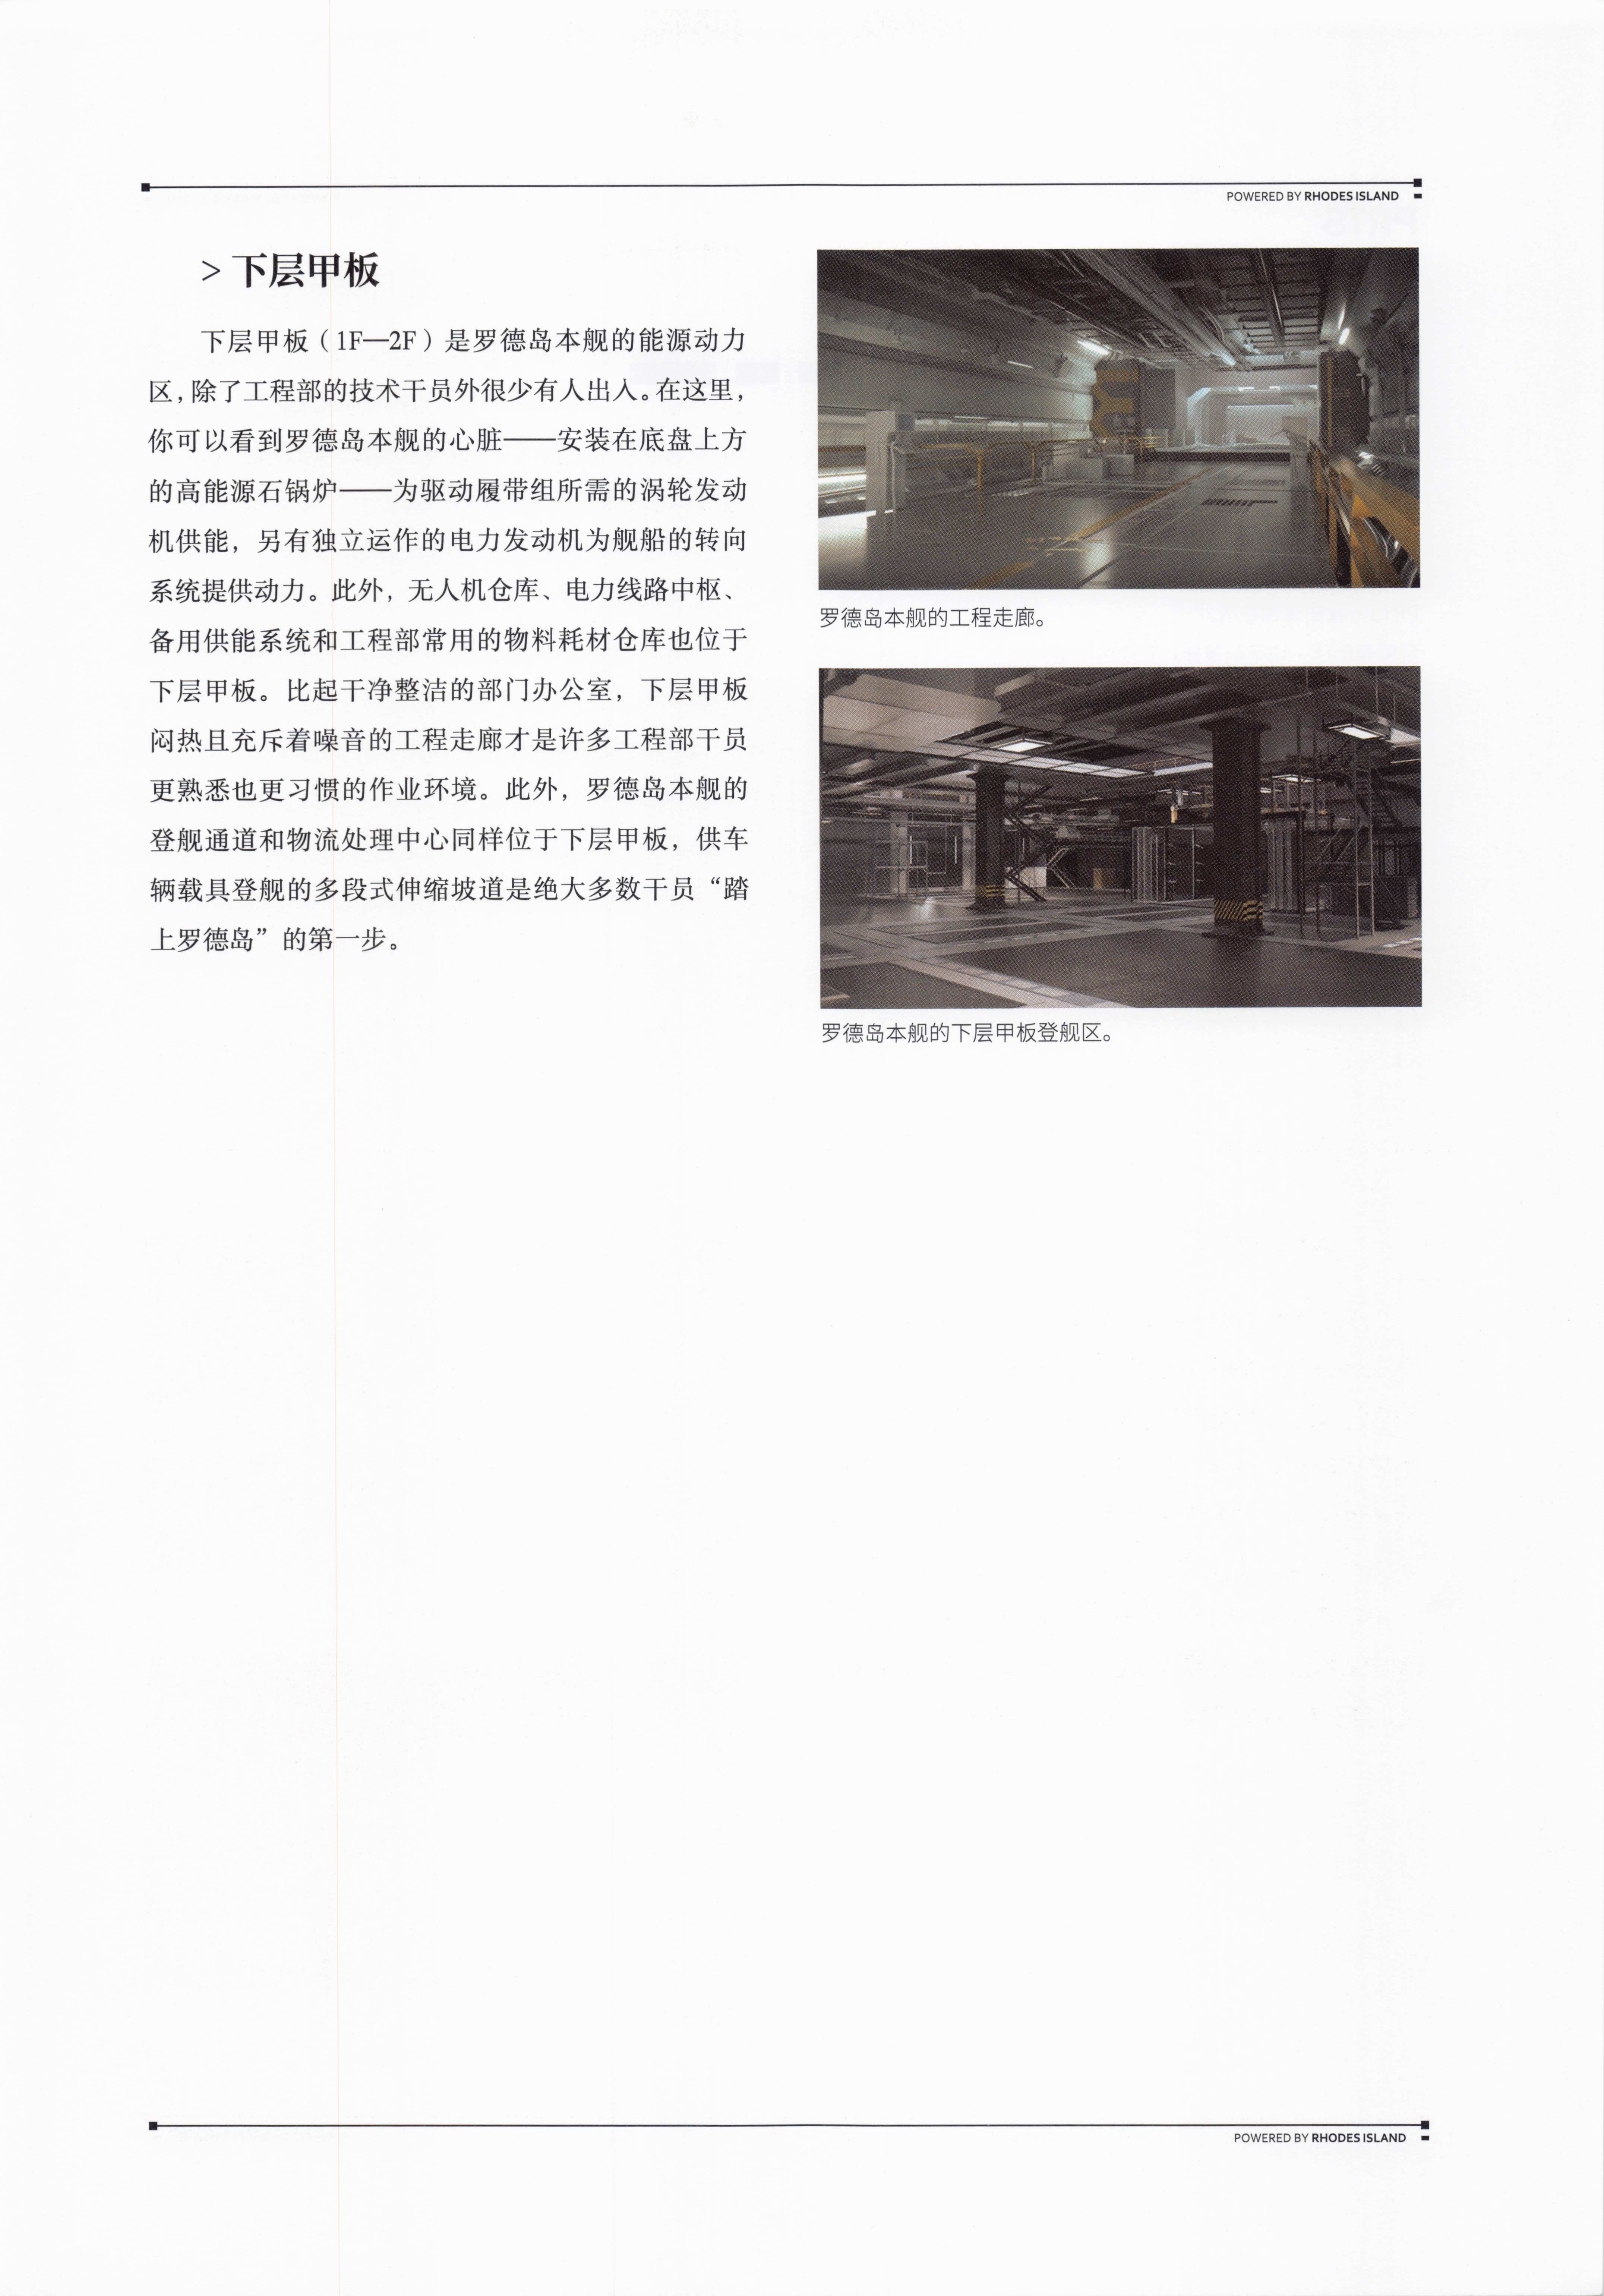 POWERED BY RHODES ISLAND
> 下层甲板
下层甲板（1F—2F）是罗德岛本舰的能源动力
区，除了工程部的技术干员外很少有人出入。在这里，
你可以看到罗德岛本舰的心脏——安装在底盘上方
的高能源石锅炉——为驱动履带组所需的涡轮发动
机供能，另有独立运作的电力发动机为舰船的转向
系统提供动力。此外，无人机仓库、电力线路中枢、
备用供能系统和工程部常用的物料耗材仓库也位于
下层甲板。比起干净整洁的部门办公室，下层甲板
闷热且充斥着噪音的工程走廊才是许多工程部干员
更熟悉也更习惯的作业环境。此外，罗德岛本舰的
登舰通道和物流处理中心同样位于下层甲板，供车
辆载具登舰的多段式伸缩坡道是绝大多数干员“踏
上罗德岛”的第一步。
罗德岛本舰的工程走廊。
罗德岛本舰的下层甲板登舰区。
POWERED BY RHODES ISLAND